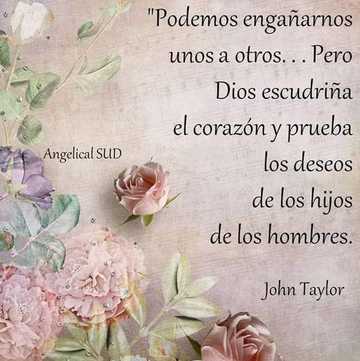 "Podemos engañarnos
unos a otros. . . Pero
Dios escudriña
el corazón y prueba
los deseos
de los hijos
de los hombres.
Angelical SUD
John Taylor